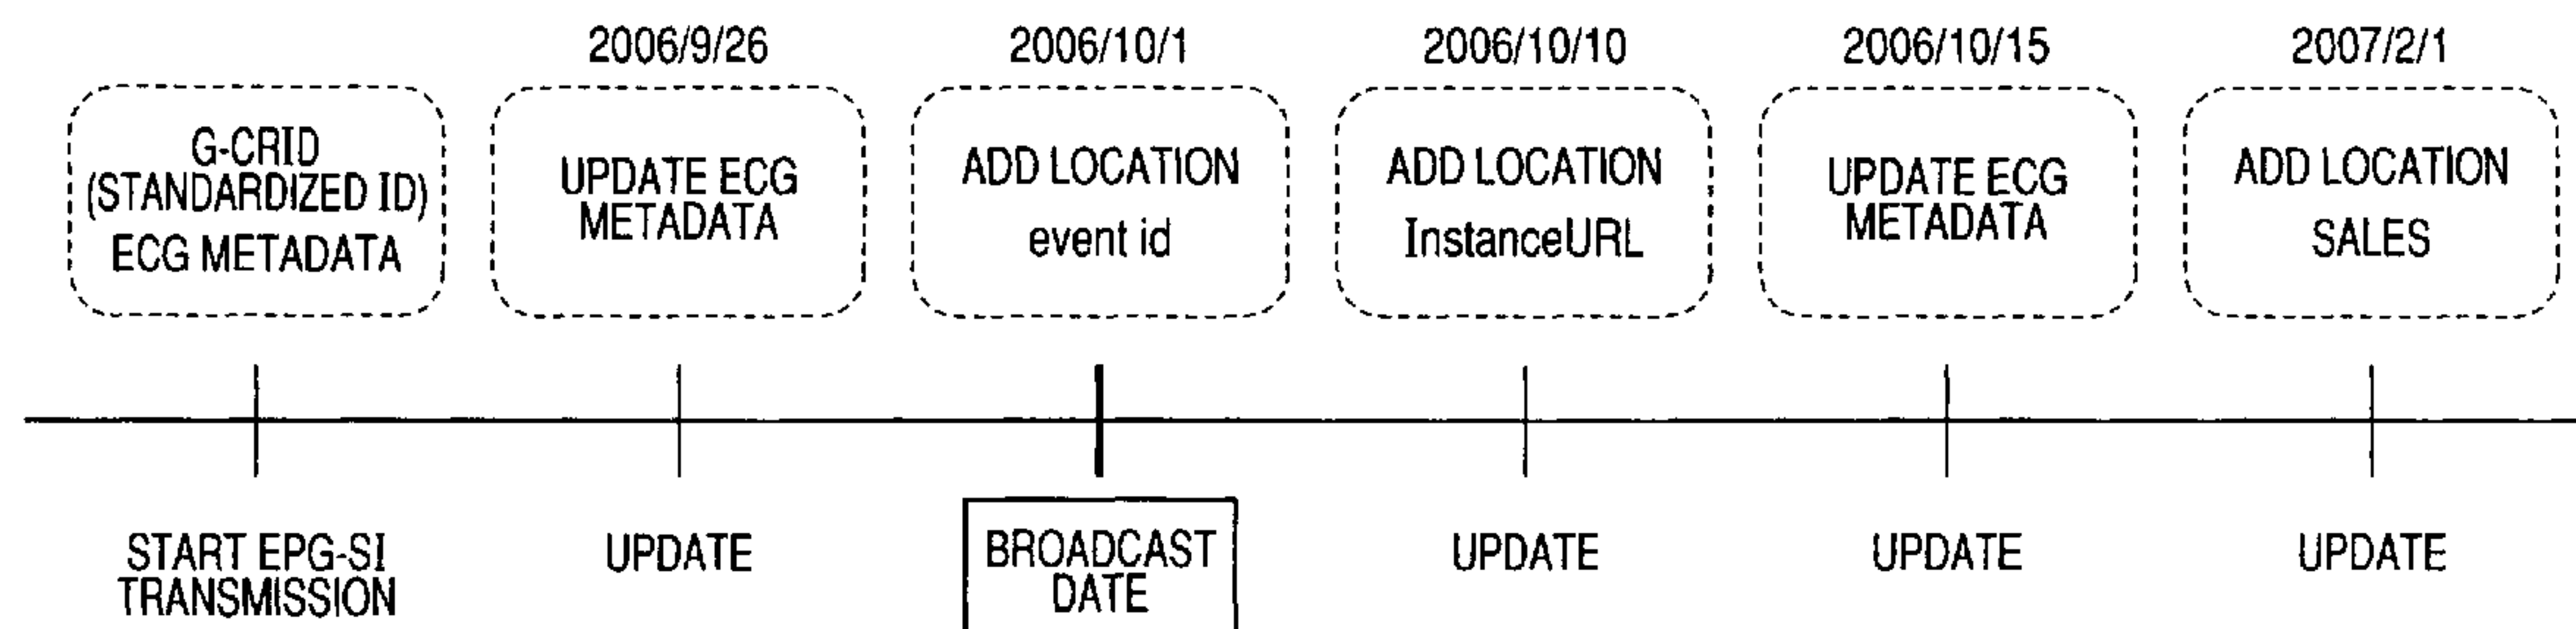 2006/9/26
2006/10/1
2006/10/10
2006/10/15
2007/2/1
G-CRID
(STANDARDIZED ID)
ECG METADATA
UPDATE ECG
METADATA
ADD LOCATION
event id
ADD LOCATION
InstanceURL
UPDATE ECG
METADATA
ADD LOCATION
SALES
START EPG-SI
TRANSMISSION
UPDATE
BROADCAST
DATE
UPDATE
UPDATE
UPDATE